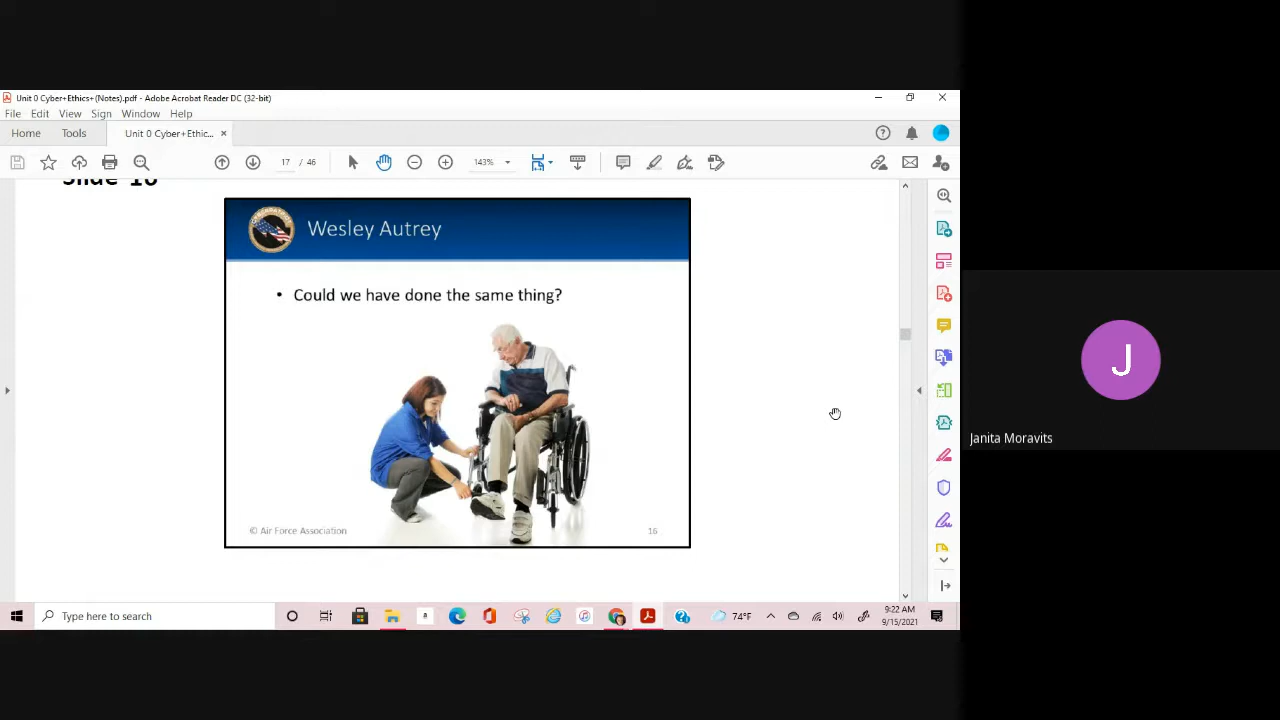 Unit 0 Cyber+Ethics+(Notes).pdf - Adobe Acrobat Reader DC (32-bit)
File Edit View Sign Window Help
Home Tools Unit 0 Cyber+Ethic... ×
17 / 46 143%
Slide 16
Wesley Autrey
• Could we have done the same thing?
© Air Force Association 16
J
Janita Moravits
Type here to search
a
74°F
9:22 AM
9/15/2021